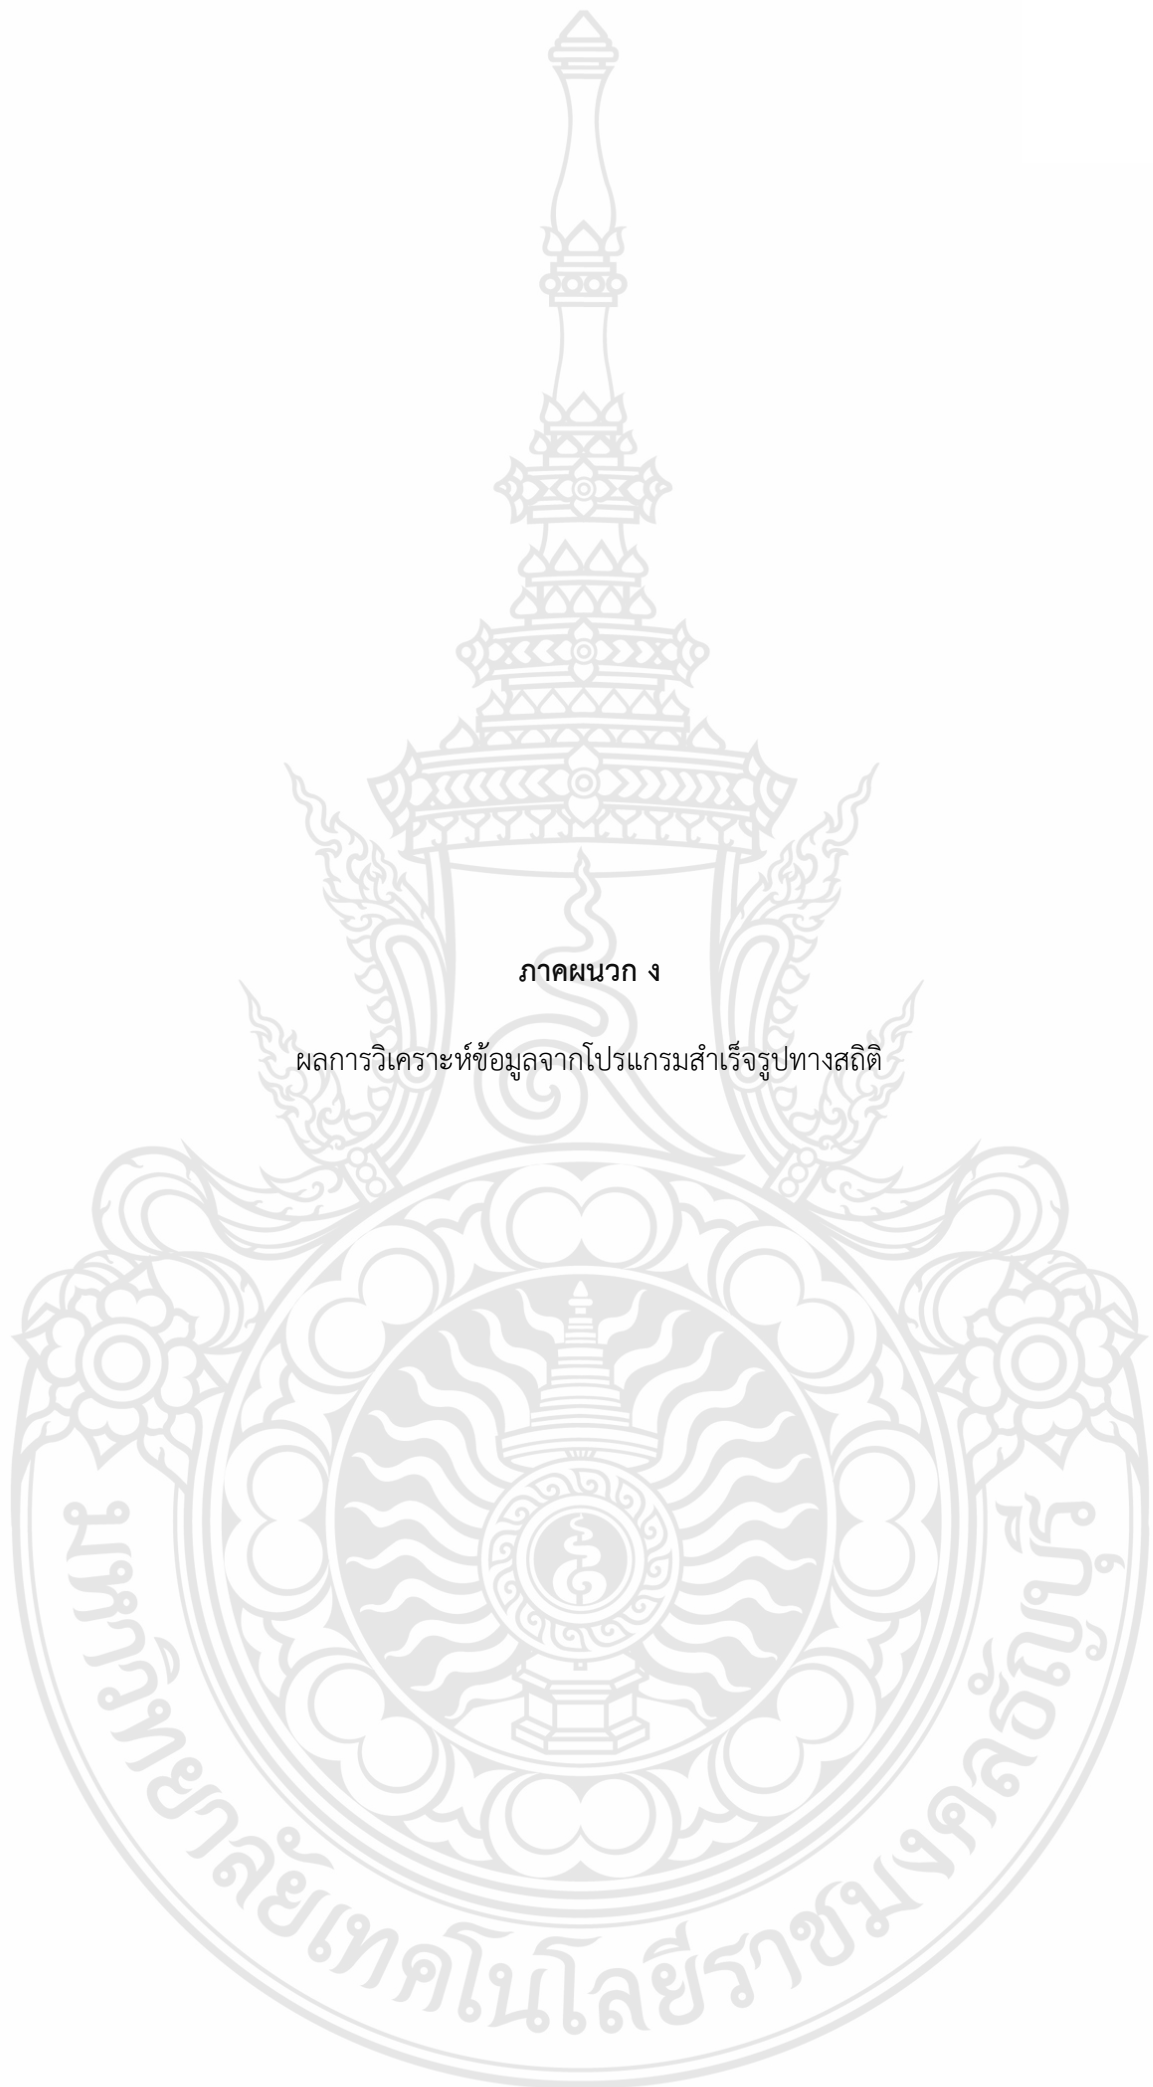 ภาคผนวก ง
ผลการวิเคราะห์ข้อมูลจากโปรแกรมสำเร็จรูปทางสถิติ
มหาวิทยาลัยเทคโนโลยีราชมงคลธัญบุรี